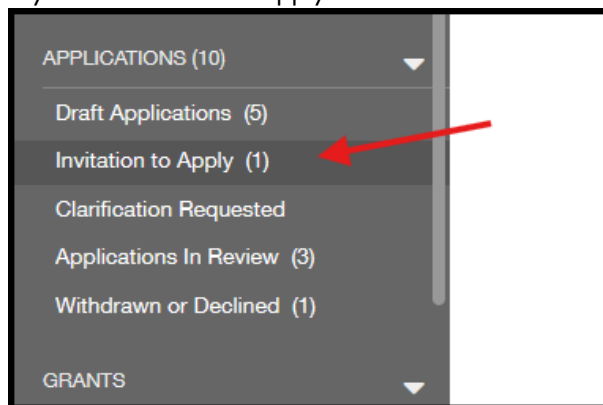 APPLICATIONS (10)
Draft Applications (5)
Invitation to Apply (1)
Clarification Requested
Applications In Review (3)
Withdrawn or Declined (1)
GRANTS